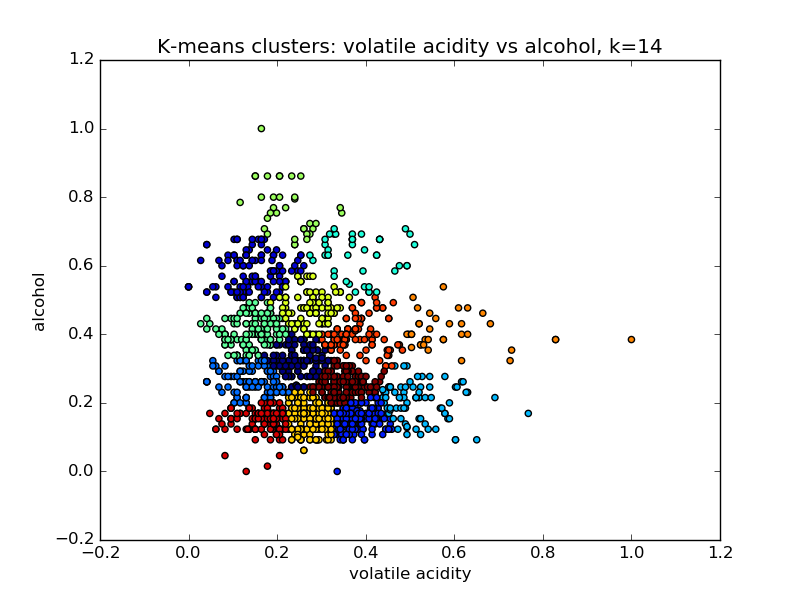 K-means clusters: volatile acidity vs alcohol, k=14
1.2
1.0
0.8
0.6
0.4
0.2
0.0
−0.2
alcohol
−0.2 0.0 0.2 0.4 0.6 0.8 1.0 1.2
volatile acidity